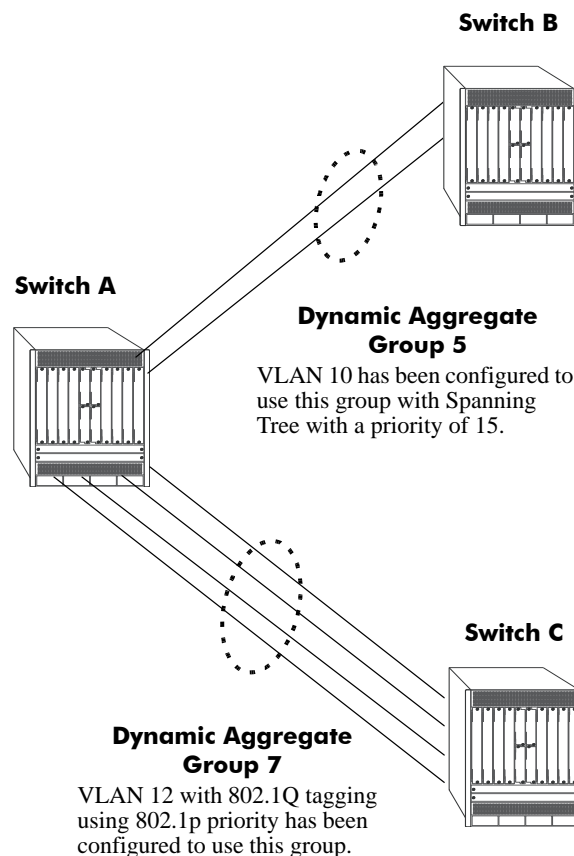 Switch B
Switch A
Dynamic Aggregate
Group 5
VLAN 10 has been configured to
use this group with Spanning
Tree with a priority of 15.
Switch C
Dynamic Aggregate
Group 7
VLAN 12 with 802.1Q tagging
using 802.1p priority has been
configured to use this group.